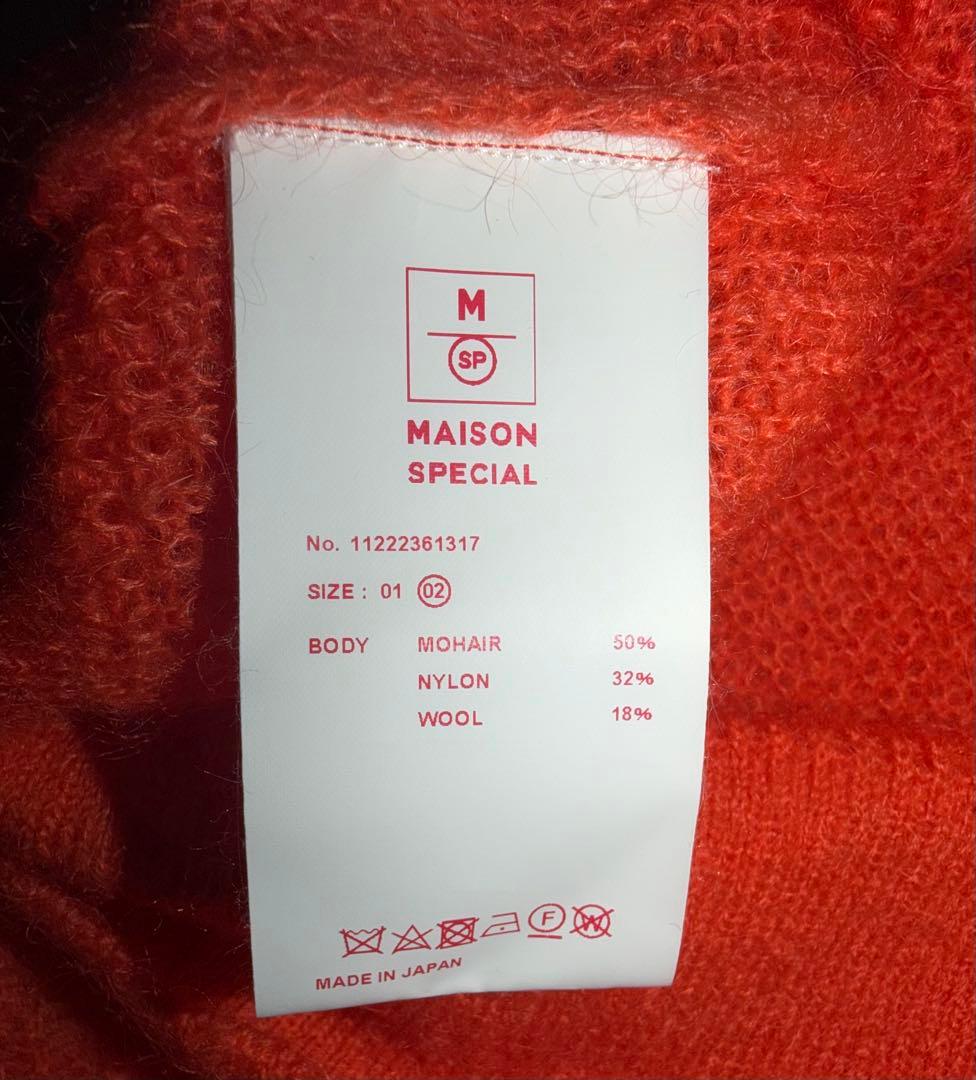 M
SP
MAISON
SPECIAL
No. 11222361317
SIZE : 01 02
BODY MOHAIR 50%
NYLON 32%
WOOL 18%
F W
MADE IN JAPAN